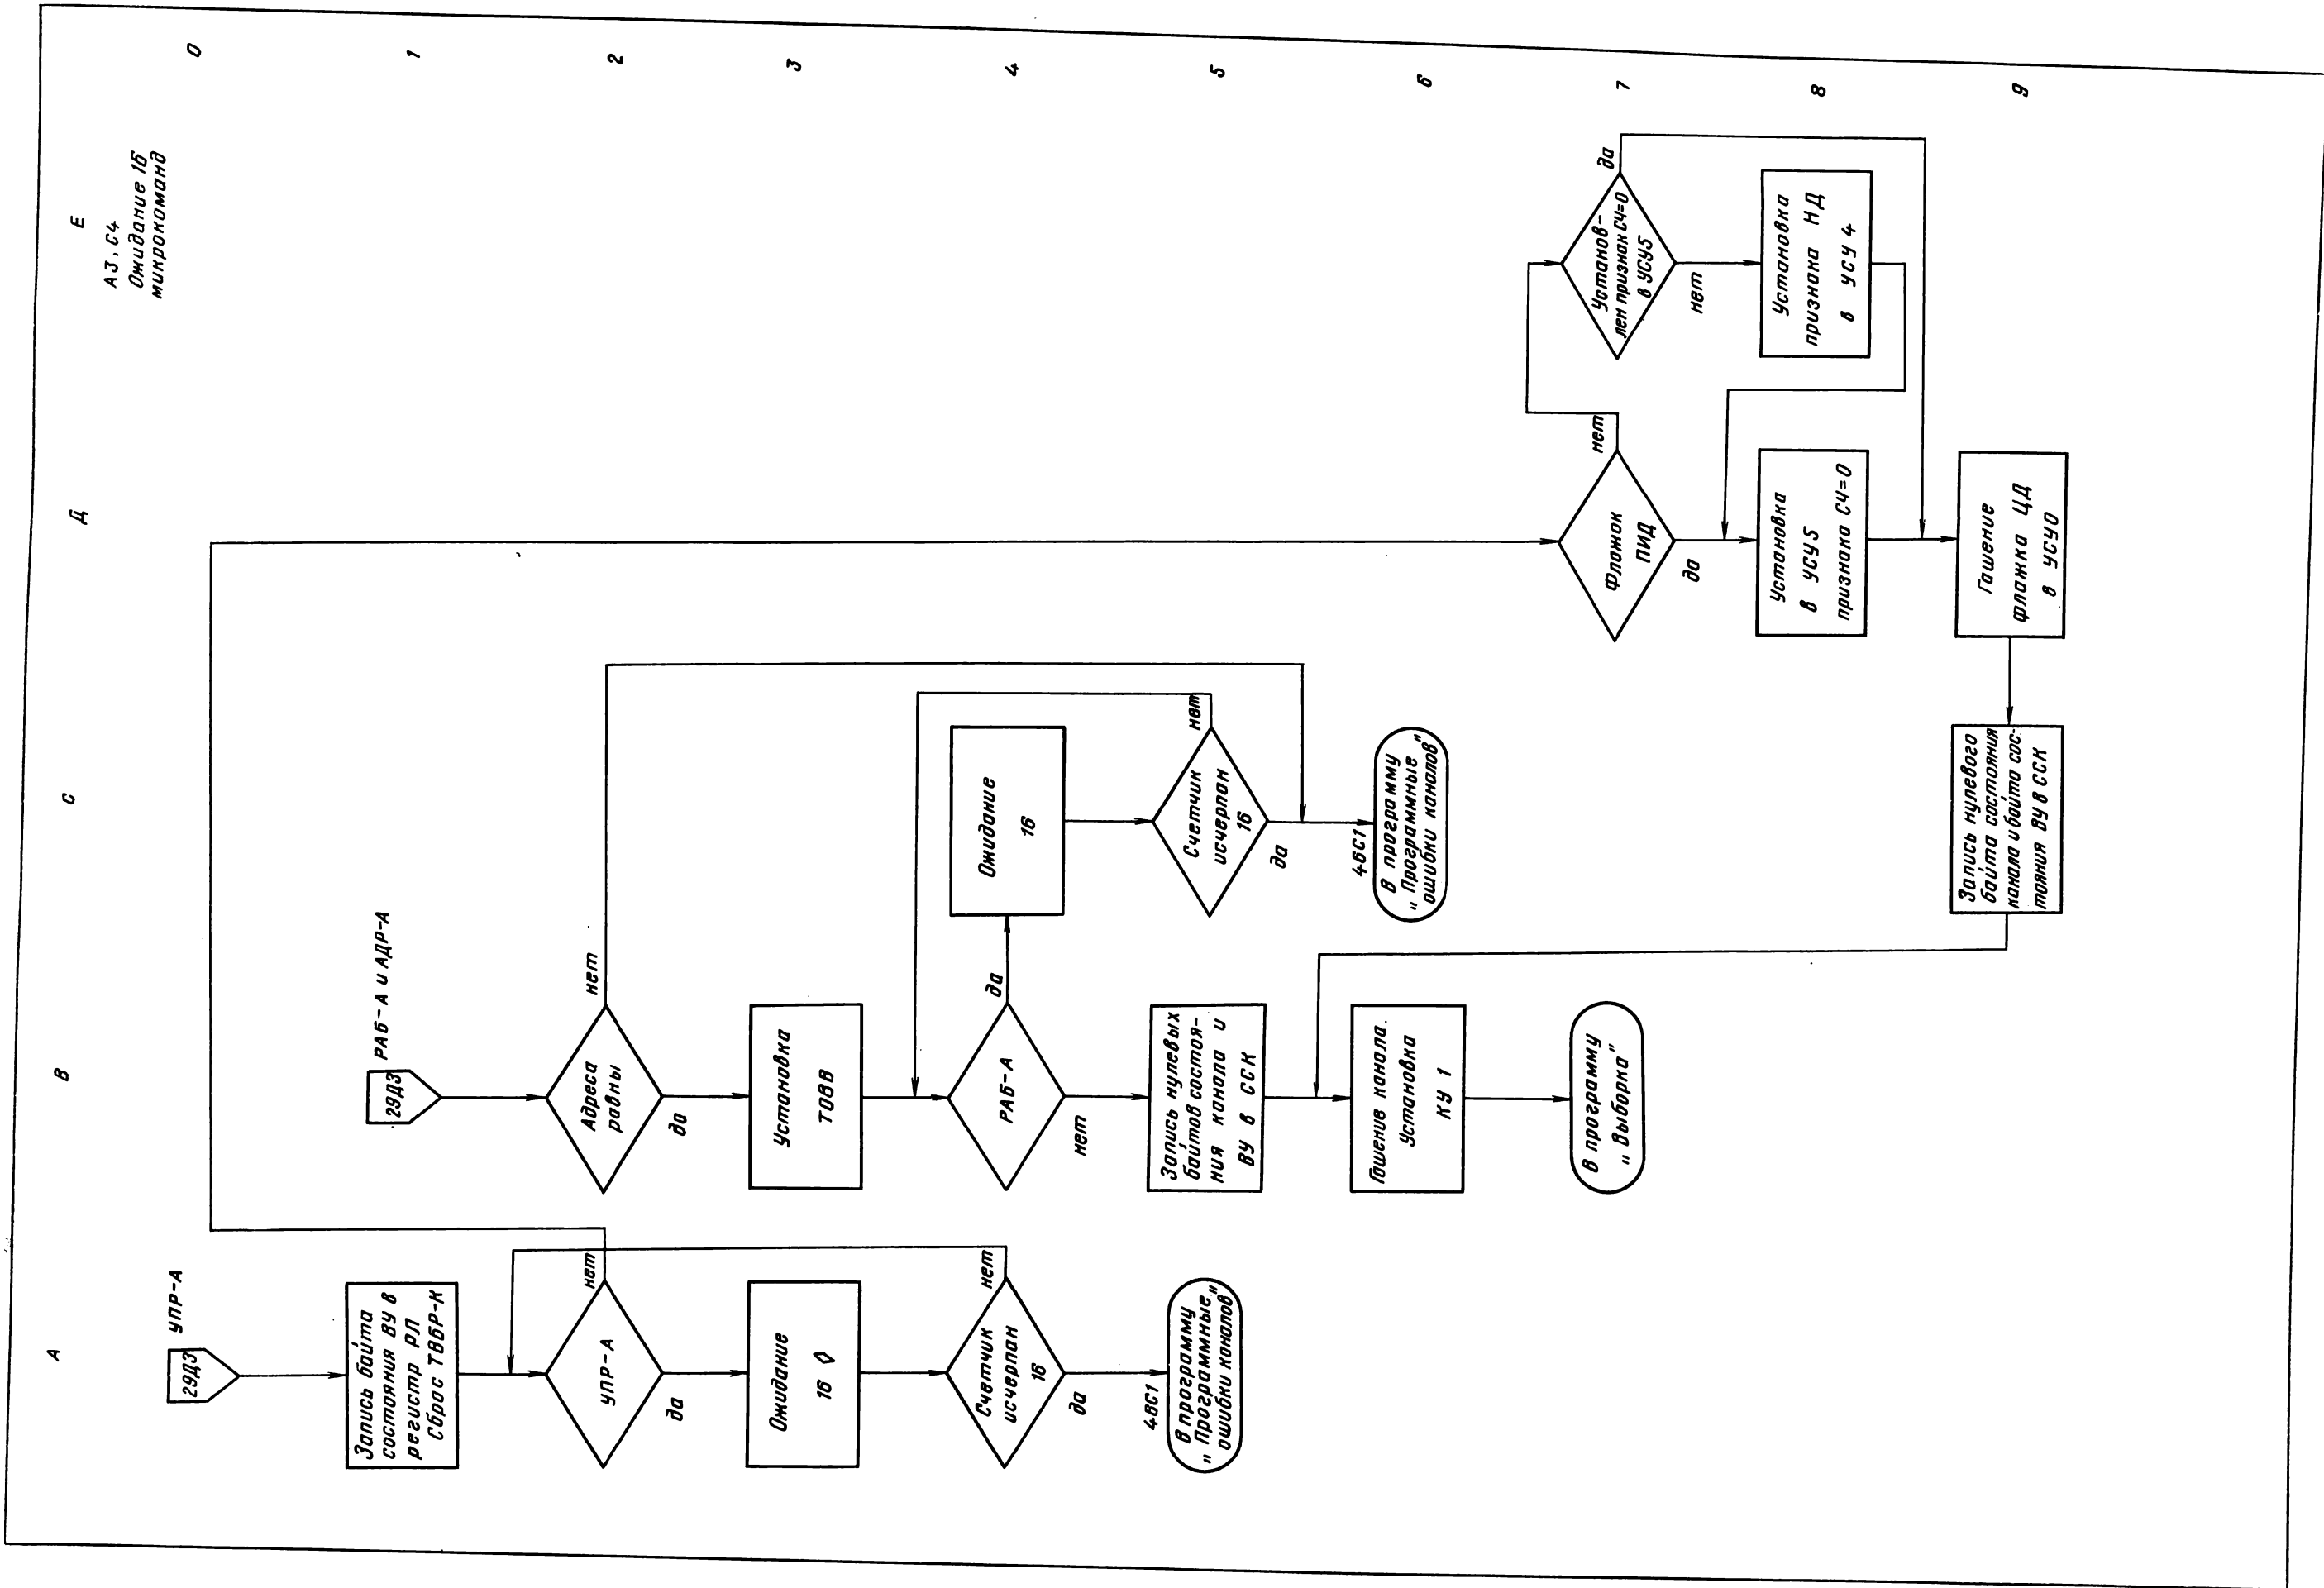 А
В
С
Д
Е
0
1
2
3
4
5
6
7
8
9
А3, С4
Ожидание 16
микрокоманд
29Д3
УПР-А
Запись байта
состояния ВУ в
регистр РЛ
Сброс ТВБР-К
УПР-А
нет
да
Ожидание
16 ◊
Счетчик
исчерпан
16
нет
да
4ВС1
В программу
„Программные"
ошибки каналов
29Д3
РАБ-А и АДР-А
Адреса
равны
нет
да
Установка
ТОВВ
РАБ-А
да
нет
Запись нулевых
байтов состоя-
ния канала и
ВУ в ССК
Гашение канала.
Установка
КУ 1
В программу
„Выборка"
Ожидание
16
Счетчик
исчерпан
16
нет
да
4ВС1
В программу
„Программные"
ошибки каналов"
Флажок
ПИД
нет
да
Установка
в УСУ5
признака СЧ=0
Гашение
флажка ЦД
в УСУ0
Запись нулевого
байта состояния
канала и байта сос-
тояния ВУ в ССК
Установ-
лен признак СЧ=0
в УСУ5
да
нет
Установка
признака НД
в УСУ 4